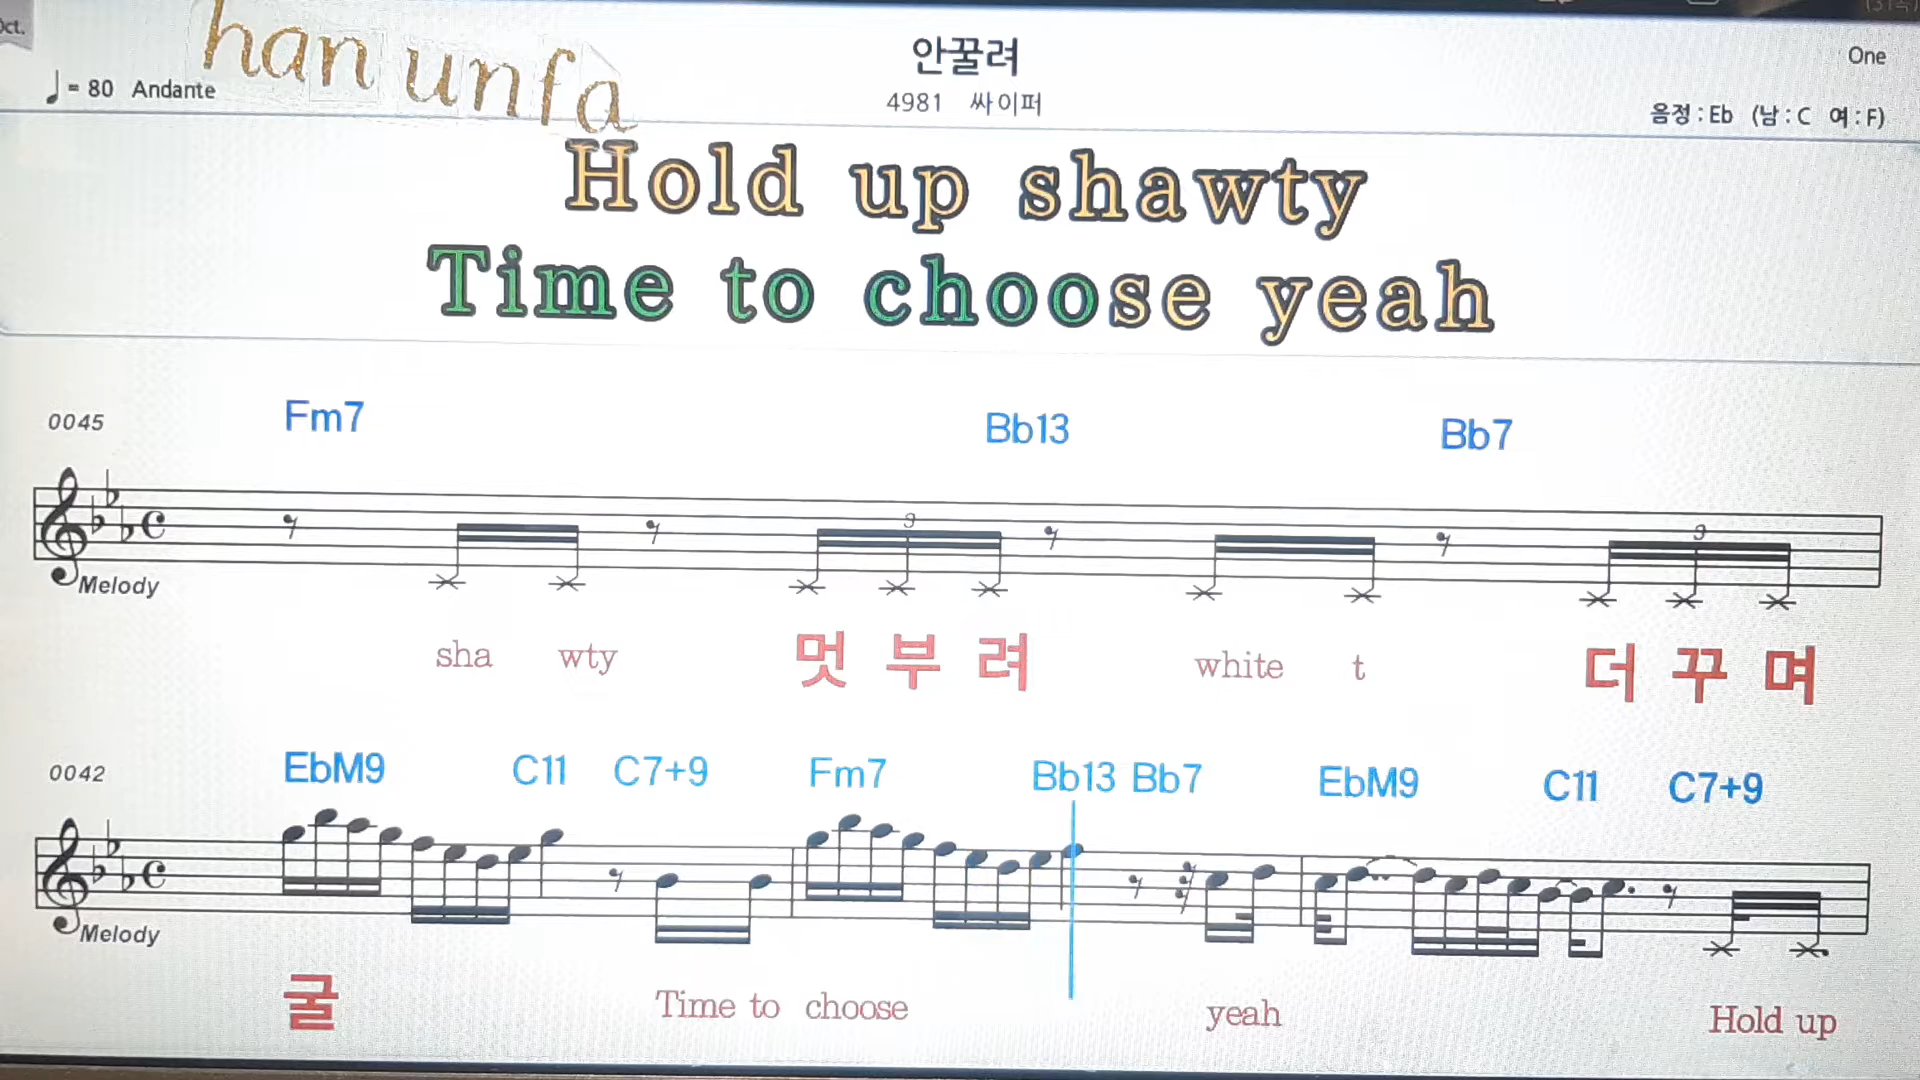 Oct.
han unfa
안꿀려
One
♩= 80 Andante
4981 싸이퍼
음정 : Eb (남 : C 여 : F)
Hold up shawty
Time to choose yeah
0045 Fm7 Bb13 Bb7
3 3
Melody
sha wty 멋 부 려 white t 더 꾸 며
0042 EbM9 C11 C7+9 Fm7 Bb13 Bb7 EbM9 C11 C7+9
Melody
굴 Time to choose yeah Hold up